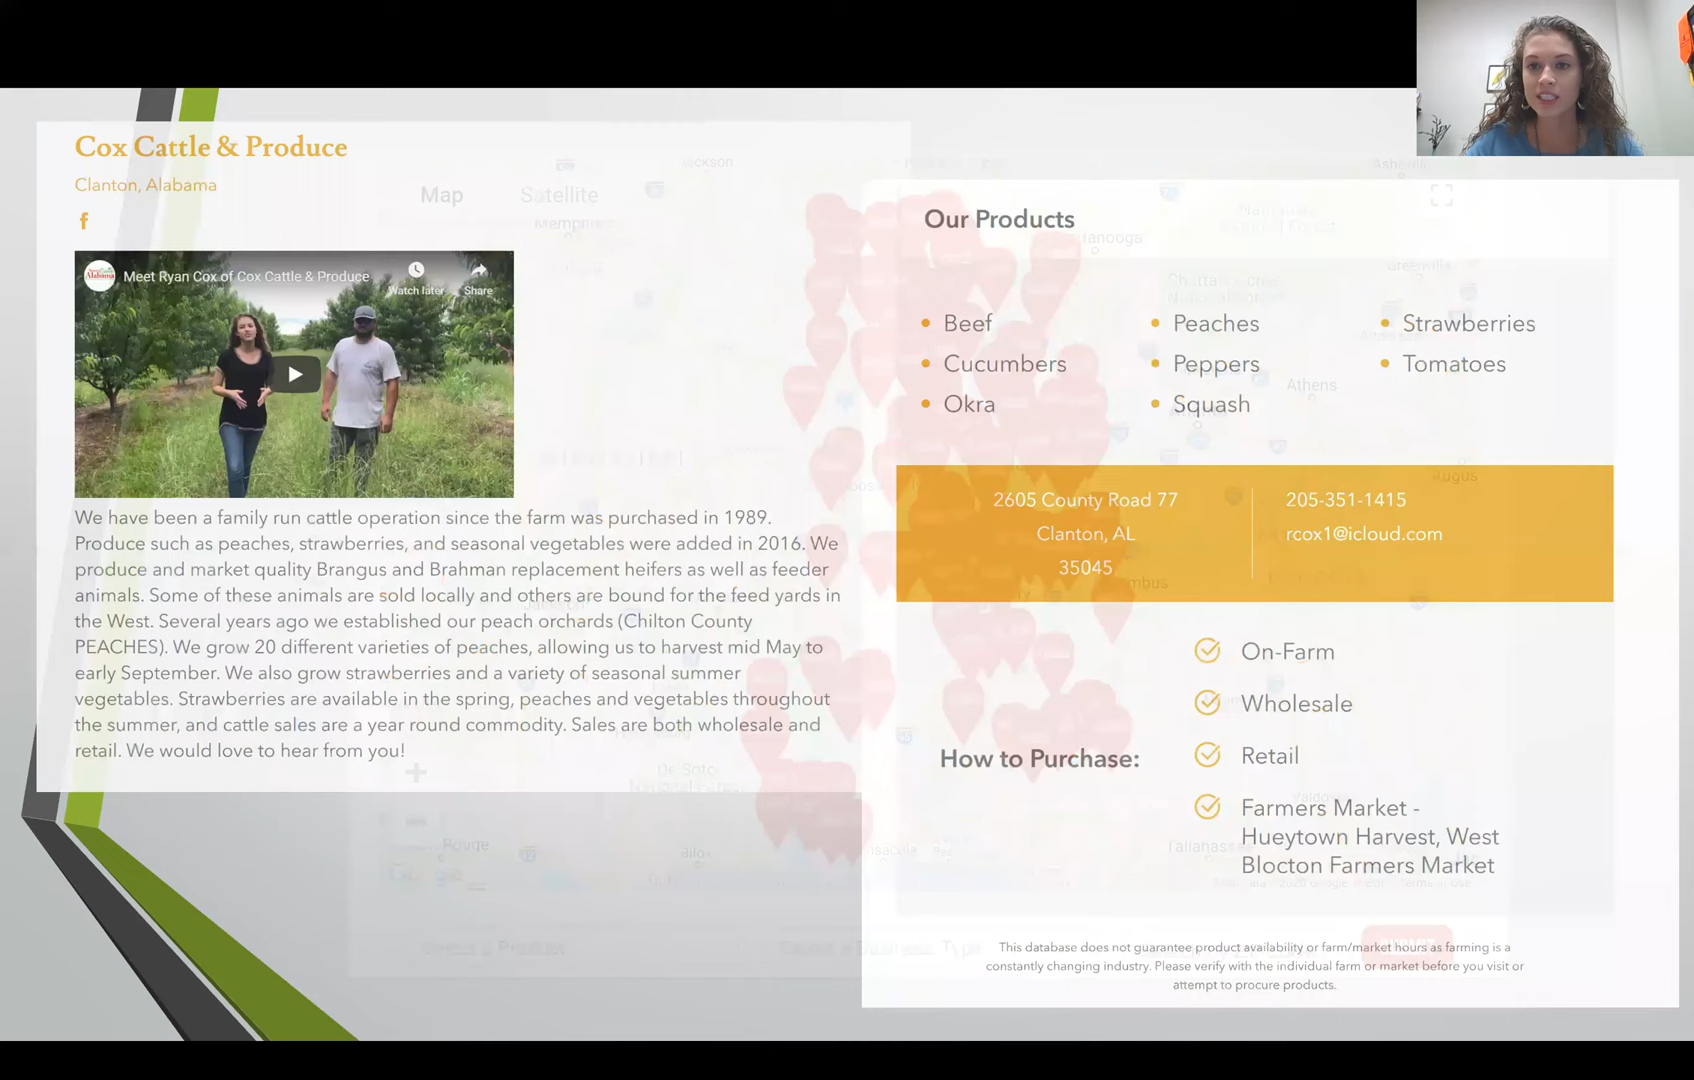 Cox Cattle & Produce
Clanton, Alabama
f
Alabama
Meet Ryan Cox of Cox Cattle & Produce
Watch later
Share
We have been a family run cattle operation since the farm was purchased in 1989.
Produce such as peaches, strawberries, and seasonal vegetables were added in 2016. We
produce and market quality Brangus and Brahman replacement heifers as well as feeder
animals. Some of these animals are sold locally and others are bound for the feed yards in
the West. Several years ago we established our peach orchards (Chilton County
PEACHES). We grow 20 different varieties of peaches, allowing us to harvest mid May to
early September. We also grow strawberries and a variety of seasonal summer
vegetables. Strawberries are available in the spring, peaches and vegetables throughout
the summer, and cattle sales are a year round commodity. Sales are both wholesale and
retail. We would love to hear from you!
Map
Satellite
Memphis
Our Products
Beef
Peaches
Strawberries
Cucumbers
Peppers
Tomatoes
Okra
Squash
Athens
2605 County Road 77
Clanton, AL
35045
205-351-1415
rcox1@icloud.com
How to Purchase:
On-Farm
Wholesale
Retail
Farmers Market -
Hueytown Harvest, West
Blocton Farmers Market
This database does not guarantee product availability or farm/market hours as farming is a
constantly changing industry. Please verify with the individual farm or market before you visit or
attempt to procure products.